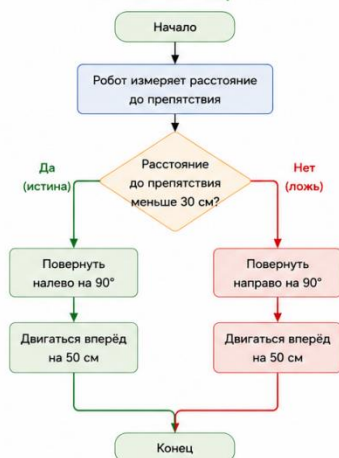 Начало
Робот измеряет расстояние
до препятствия
Расстояние
до препятствия
меньше 30 см?
Да
(истина)
Нет
(ложь)
Повернуть
налево на 90°
Повернуть
направо на 90°
Двигаться вперёд
на 50 см
Двигаться вперёд
на 50 см
Конец